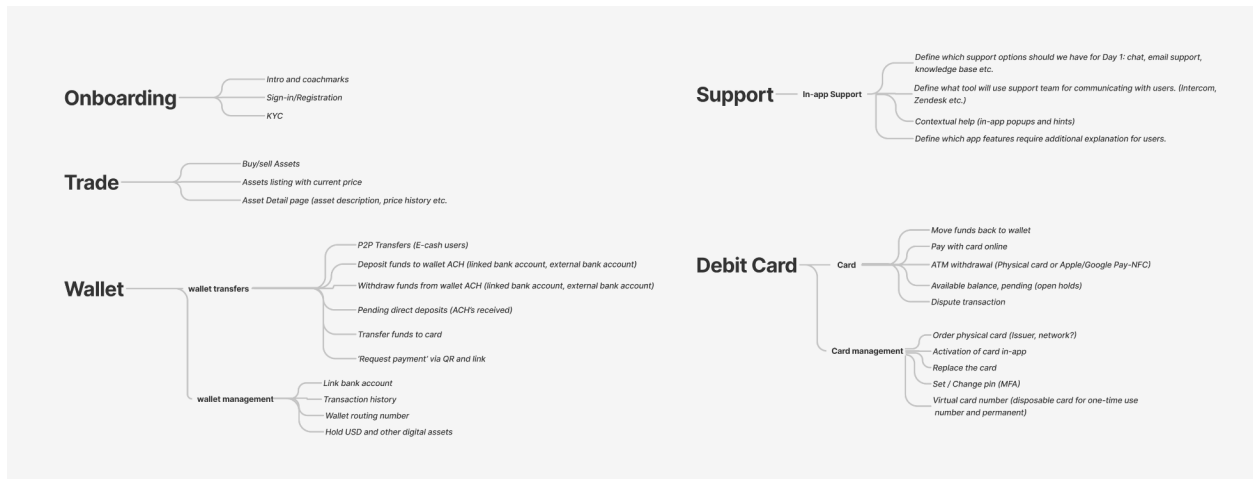 Onboarding
Intro and coachmarks
Sign-in/Registration
KYC
Trade
Buy/sell Assets
Assets listing with current price
Asset Detail page (asset description, price history etc.
Wallet
wallet transfers
P2P Transfers (E-cash users)
Deposit funds to wallet ACH (linked bank account, external bank account)
Withdraw funds from wallet ACH (linked bank account, external bank account)
Pending direct deposits (ACH's received)
Transfer funds to card
'Request payment' via QR and link
wallet management
Link bank account
Transaction history
Wallet routing number
Hold USD and other digital assets
Support
In-app Support
Define which support options should we have for Day 1: chat, email support,
knowledge base etc.
Define what tool will use support team for communicating with users. (Intercom,
Zendesk etc.)
Contextual help (in-app popups and hints)
Define which app features require additional explanation for users.
Debit Card
Card
Move funds back to wallet
Pay with card online
ATM withdrawal (Physical card or Apple/Google Pay-NFC)
Available balance, pending (open holds)
Dispute transaction
Card management
Order physical card (Issuer, network?)
Activation of card in-app
Replace the card
Set / Change pin (MFA)
Virtual card number (disposable card for one-time use
number and permanent)